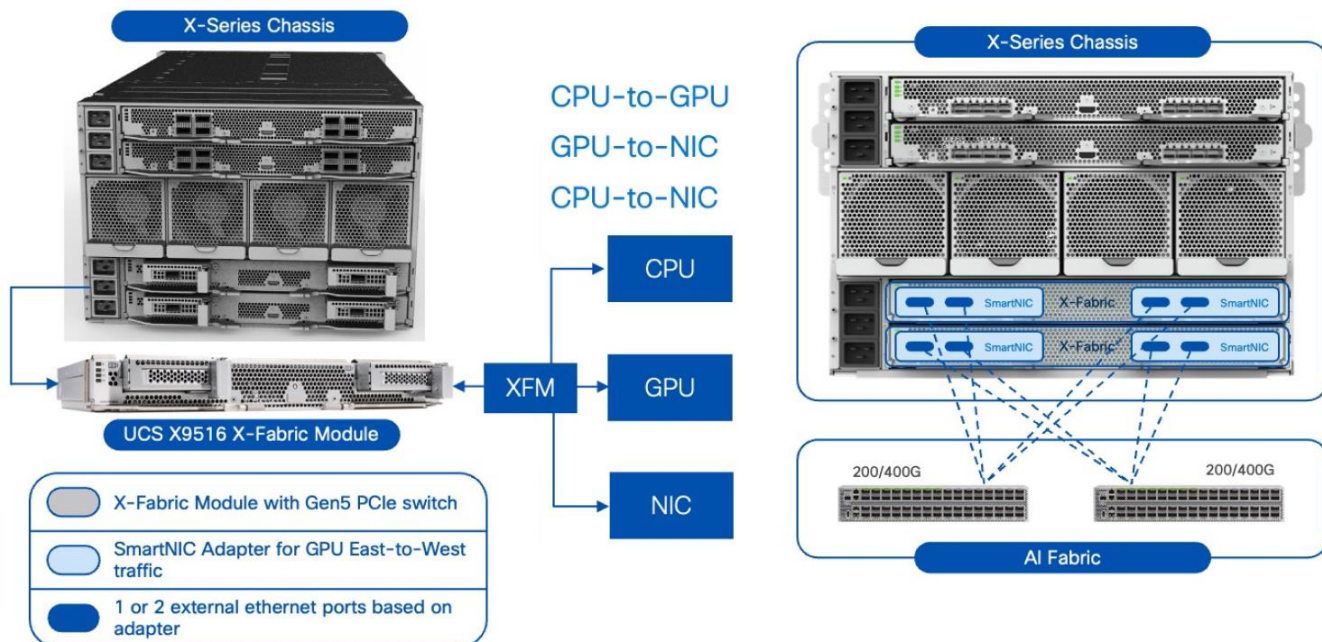 X-Series Chassis
CPU-to-GPU
GPU-to-NIC
CPU-to-NIC
CPU
XFM
GPU
NIC
UCS X9516 X-Fabric Module
X-Fabric Module with Gen5 PCIe switch
SmartNIC Adapter for GPU East-to-West
traffic
1 or 2 external ethernet ports based on
adapter
X-Series Chassis
SmartNIC X-Fabric SmartNIC
SmartNIC X-Fabric SmartNIC
200/400G 200/400G
AI Fabric